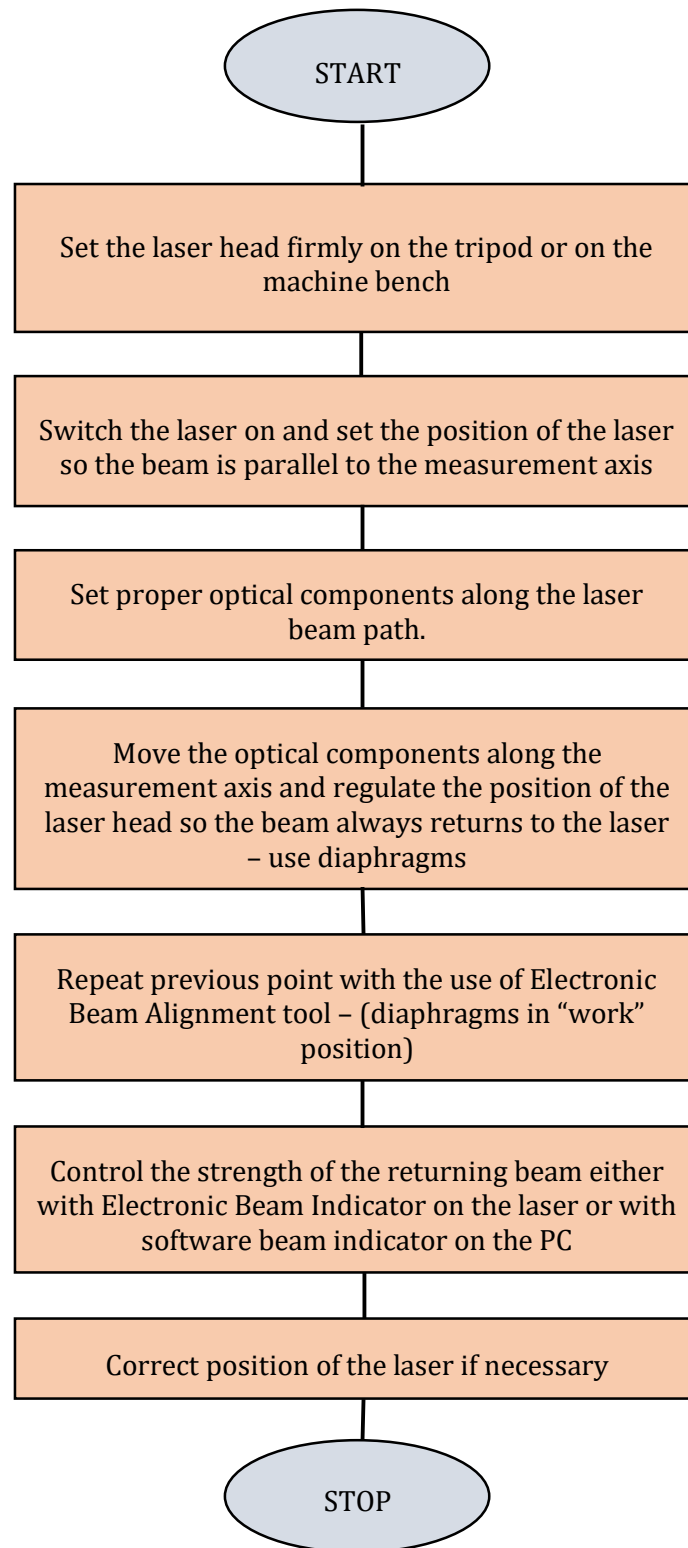 START
Set the laser head firmly on the tripod or on the
machine bench
Switch the laser on and set the position of the laser
so the beam is parallel to the measurement axis
Set proper optical components along the laser
beam path.
Move the optical components along the
measurement axis and regulate the position of the
laser head so the beam always returns to the laser
– use diaphragms
Repeat previous point with the use of Electronic
Beam Alignment tool – (diaphragms in “work”
position)
Control the strength of the returning beam either
with Electronic Beam Indicator on the laser or with
software beam indicator on the PC
Correct position of the laser if necessary
STOP